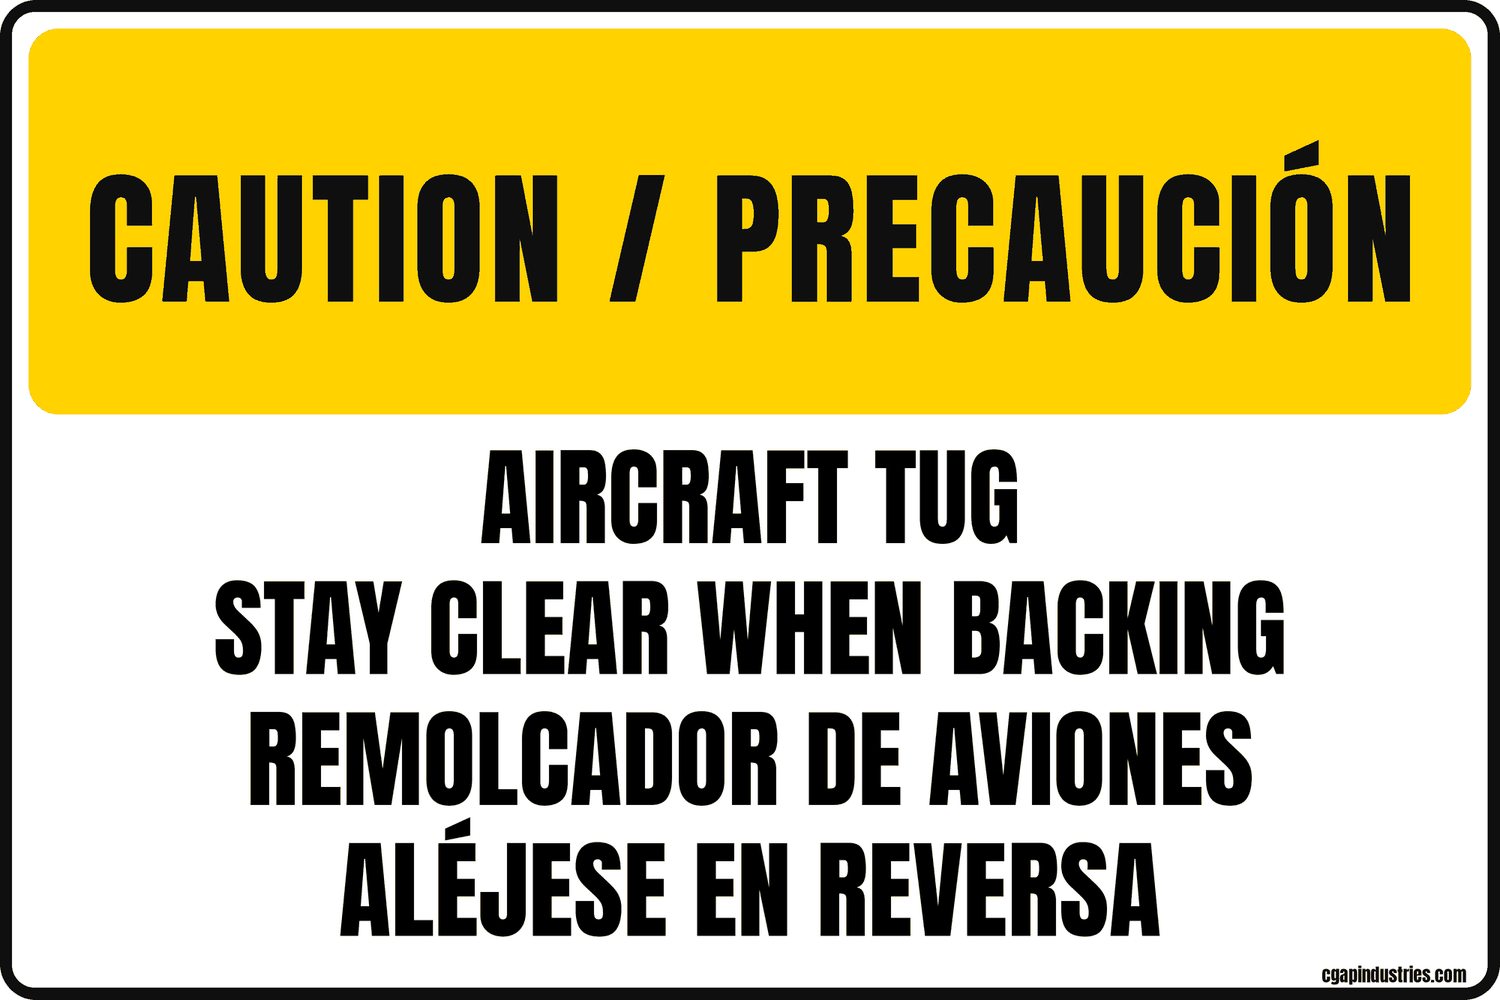 CAUTION / PRECAUCIÓN
AIRCRAFT TUG
STAY CLEAR WHEN BACKING
REMOLCADOR DE AVIONES
ALÉJESE EN REVERSA
cgapindustries.com